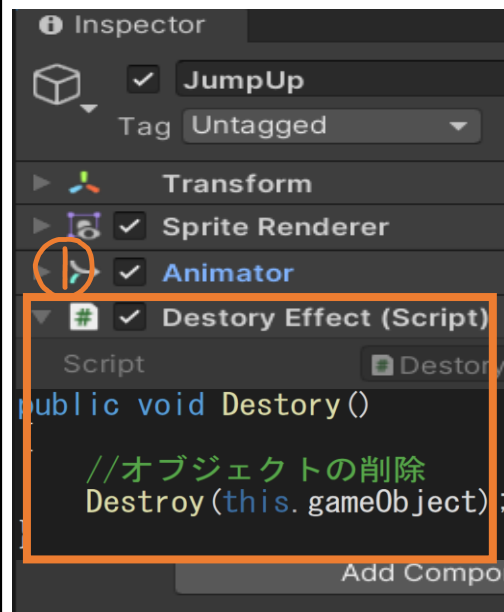 Inspector
JumpUp
Tag Untagged
Transform
Sprite Renderer
①
Animator
# Destory Effect (Script)
Script # Destory
public void Destory()
{
//オブジェクトの削除
Destroy(this.gameObject);
}
Add Compo